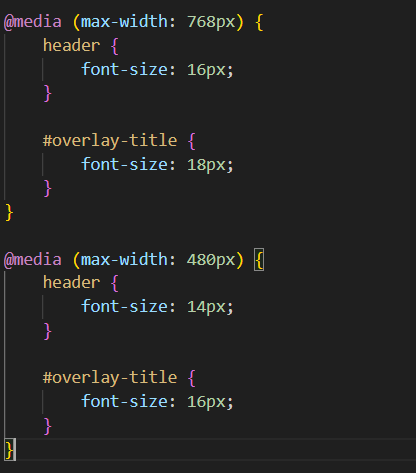 @media (max-width: 768px) {
    header {
        font-size: 16px;
    }

    #overlay-title {
        font-size: 18px;
    }
}

@media (max-width: 480px) {
    header {
        font-size: 14px;
    }

    #overlay-title {
        font-size: 16px;
    }
}